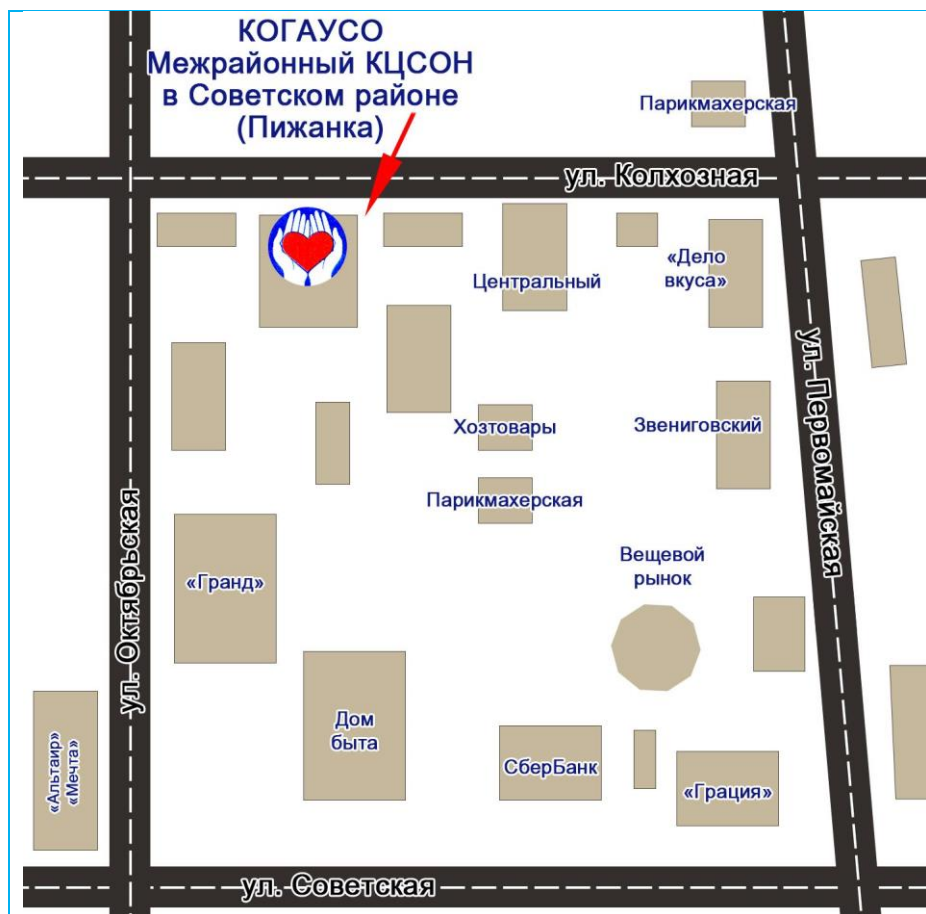 КОГАУСО
Межрайонный КЦСОН
в Советском районе
(Пижанка)
Парикмахерская
ул. Колхозная
Центральный
«Дело
вкуса»
ул. Первомайская
Хозтовары
Звениговский
Парикмахерская
ул. Октябрьская
«Гранд»
Вещевой
рынок
Дом
быта
СберБанк
«Грация»
«Альтаир»
«Мечта»
ул. Советская